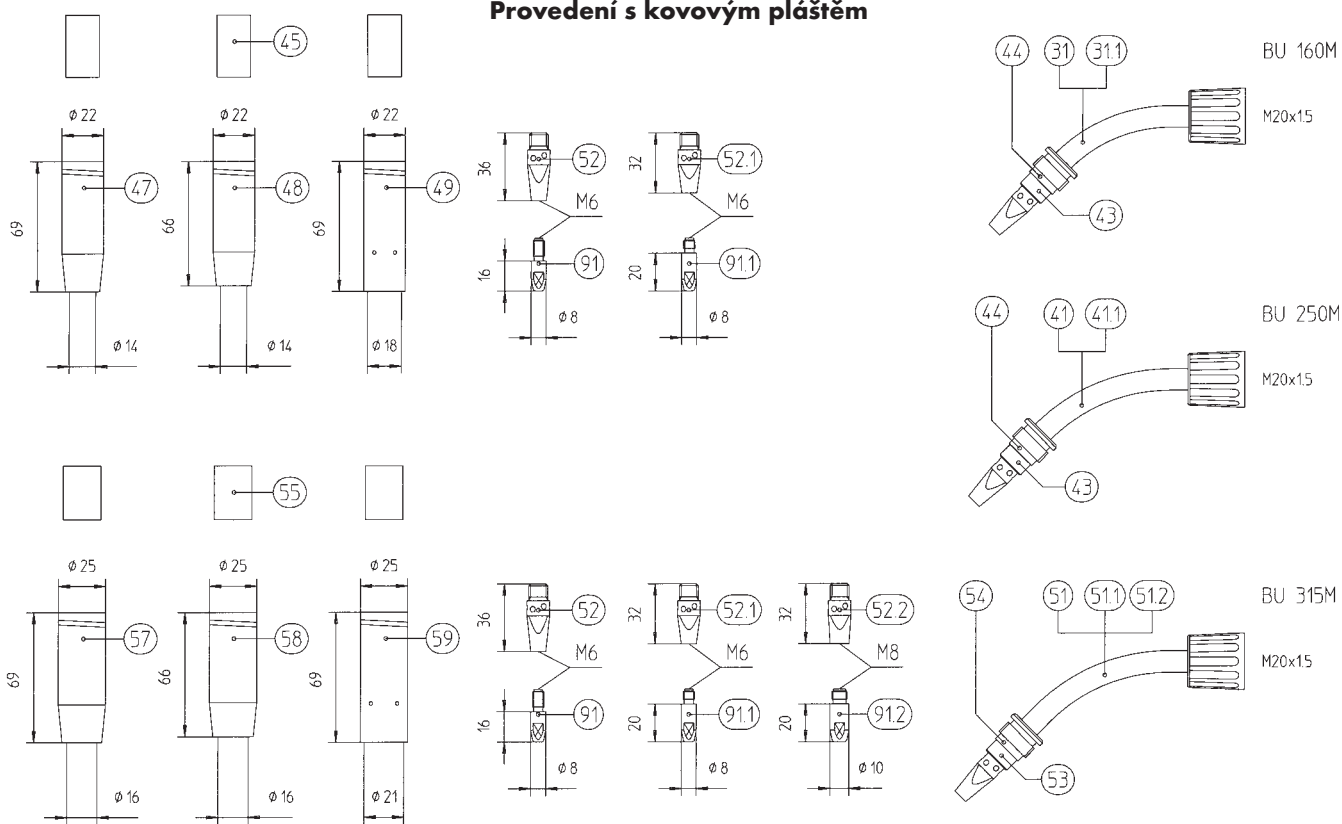 Provedení s kovovým pláštěm
45
44 31 31.1 BU 160M
M20x1.5
43
ϕ 22 ϕ 22 ϕ 22
36 52 32 52.1
69 47 66 48 69 49
M6 M6
16 91 20 91.1
ϕ 8 ϕ 8
ϕ 14 ϕ 14 ϕ 18
44 41 41.1 BU 250M
M20x1.5
43
55
ϕ 25 ϕ 25 ϕ 25
36 52 32 52.1 32 52.2
69 57 66 58 69 59
M6 M6 M8
16 91 20 91.1 20 91.2
ϕ 8 ϕ 8 ϕ 10
ϕ 16 ϕ 16 ϕ 21
54 51 51.1 51.2 BU 315M
M20x1.5
53